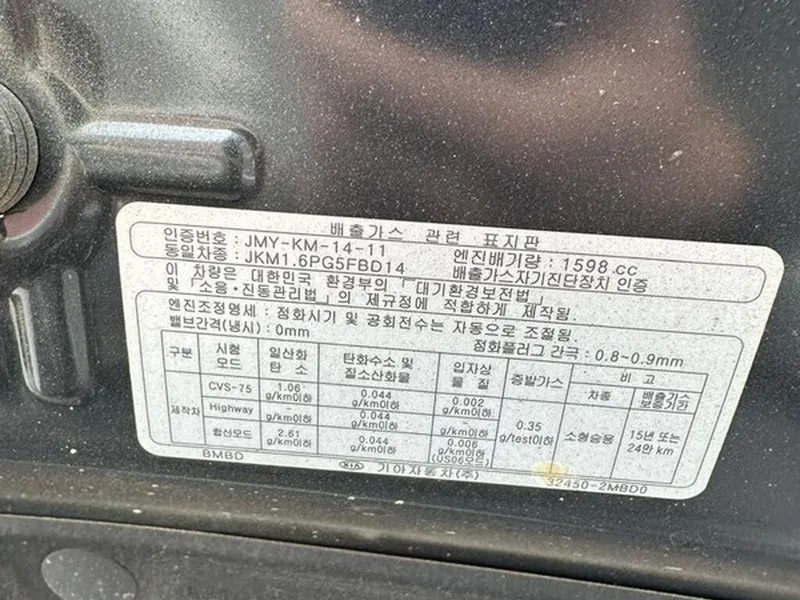 배출가스 관련 표지판
인증번호 : JMY-KM-14-11 엔진배기량 : 1598 cc
동일차종 : JKM1.6PG5FBD14 배출가스자기진단장치 인증
이 차량은 대한민국 환경부의 「대기환경보전법」
및 「소음·진동관리법」의 제규정에 적합하게 제작됨.
엔진조정명세 : 점화시기 및 공회전수는 자동으로 조절됨.
밸브간격(냉시) : 0mm 점화플러그 간극 : 0.8~0.9mm
구분 시험모드 일산화탄소 탄화수소 및 질소산화물 입자상물질 증발가스 비고
차종 배출가스보증기간
제작차 CVS-75 1.06 g/km이하 0.044 g/km이하 0.002 g/km이하 0.35 g/test이하 소형승용 15년 또는 24만 km
Highway - g/km이하 0.044 g/km이하 - g/km이하
합산모드 2.61 g/km이하 0.044 g/km이하 0.006 g/km이하 (US06모드)
BMBD KIA 기아자동차(주) 32450-2MBD0